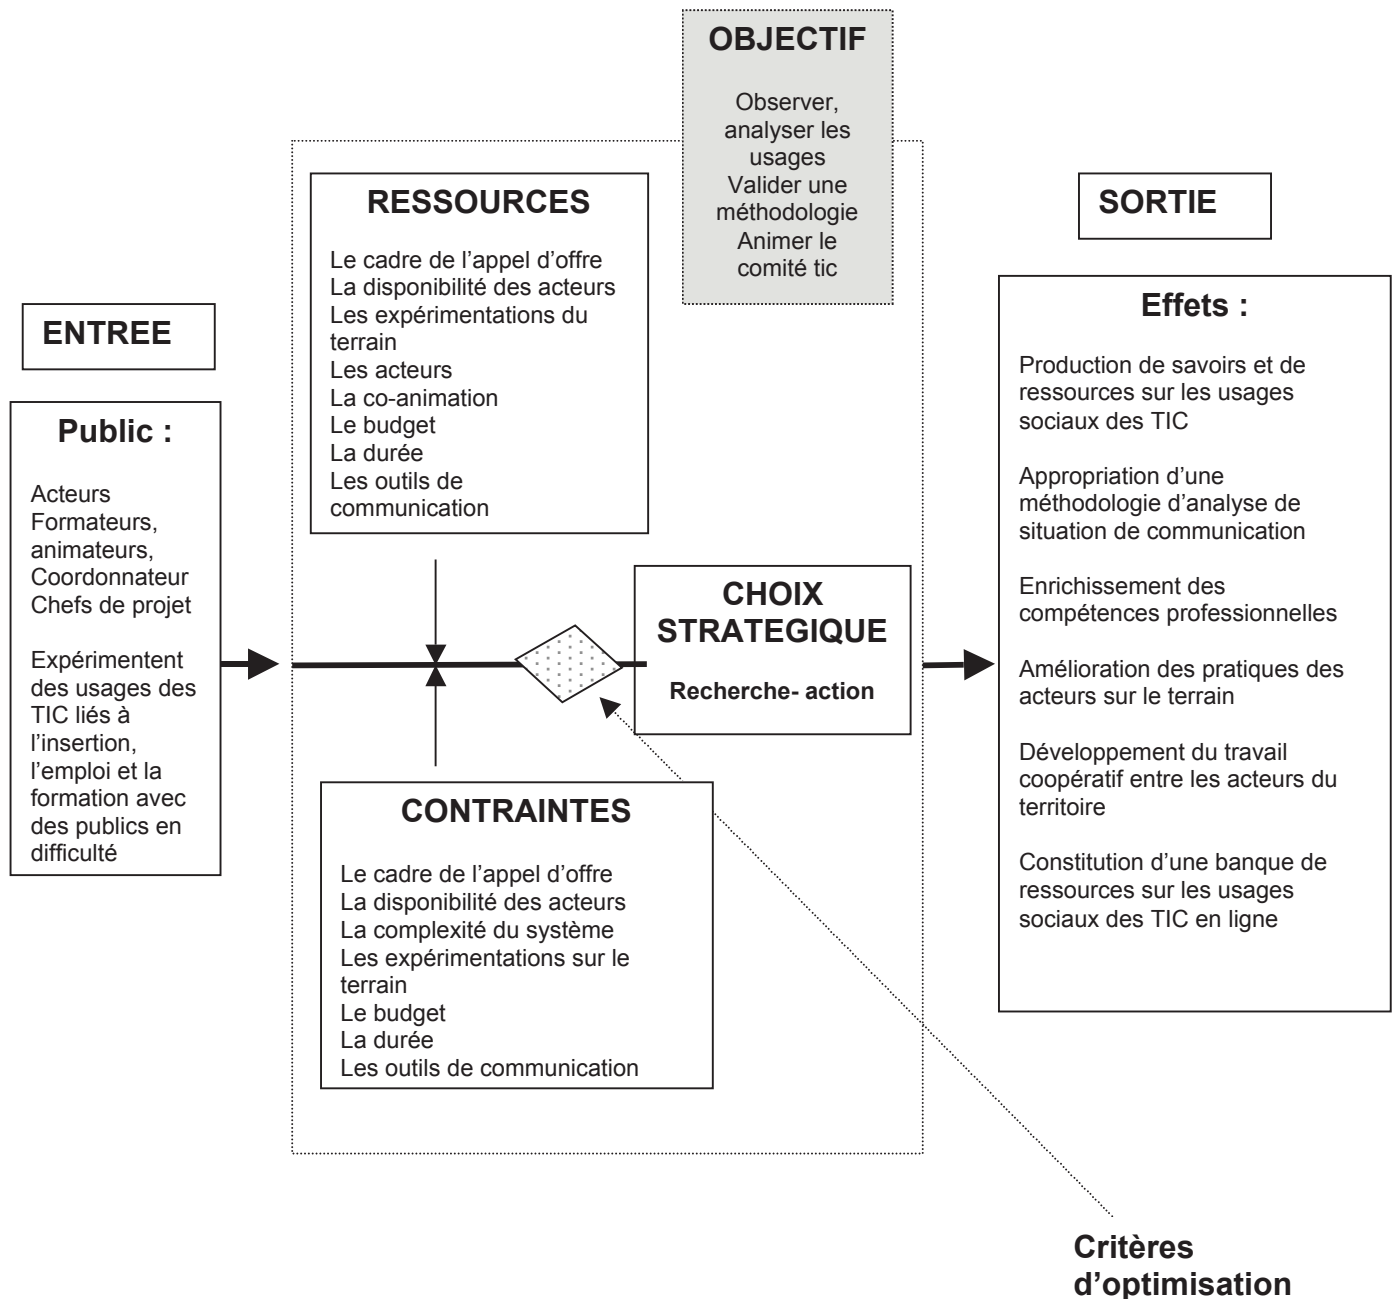 OBJECTIF
Observer,
analyser les
usages
Valider une
méthodologie
Animer le
comité tic
ENTREE
Public :
Acteurs
Formateurs,
animateurs,
Coordonnateur
Chefs de projet
Expérimentent
des usages des
TIC liés à
l’insertion,
l’emploi et la
formation avec
des publics en
difficulté
RESSOURCES
Le cadre de l’appel d’offre
La disponibilité des acteurs
Les expérimentations du
terrain
Les acteurs
La co-animation
Le budget
La durée
Les outils de
communication
CHOIX
STRATEGIQUE
Recherche- action
CONTRAINTES
Le cadre de l’appel d’offre
La disponibilité des acteurs
La complexité du système
Les expérimentations sur le
terrain
Le budget
La durée
Les outils de communication
SORTIE
Effets :
Production de savoirs et de
ressources sur les usages
sociaux des TIC
Appropriation d’une
méthodologie d’analyse de
situation de communication
Enrichissement des
compétences professionnelles
Amélioration des pratiques des
acteurs sur le terrain
Développement du travail
coopératif entre les acteurs du
territoire
Constitution d’une banque de
ressources sur les usages
sociaux des TIC en ligne
Critères
d’optimisation